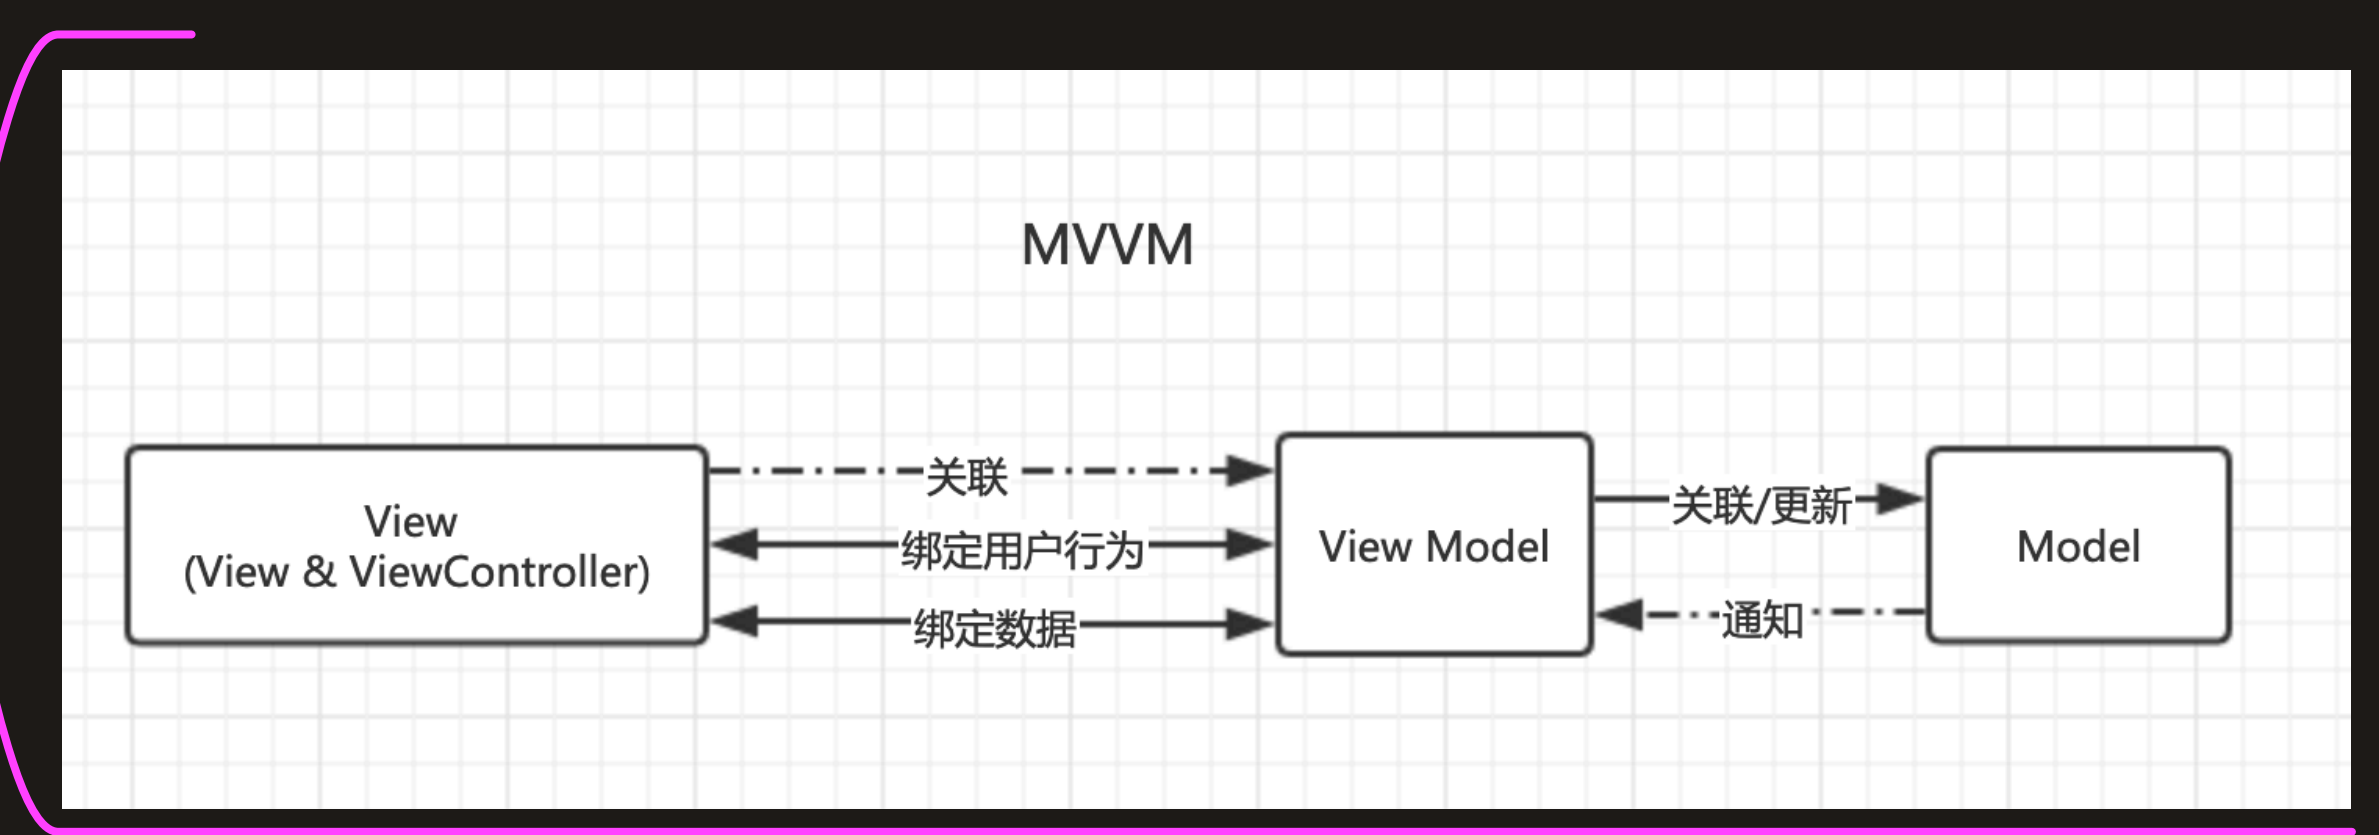 MVVM
View
(View & ViewController)
关联
绑定用户行为
绑定数据
View Model
关联/更新
通知
Model